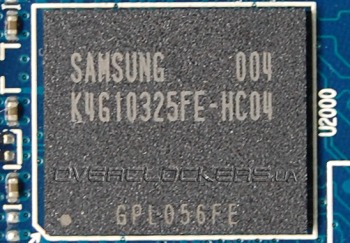 SAMSUNG 004
K4G10325FE-HC04
U2000
OVERCLOCKERS.UA
GPL056FE